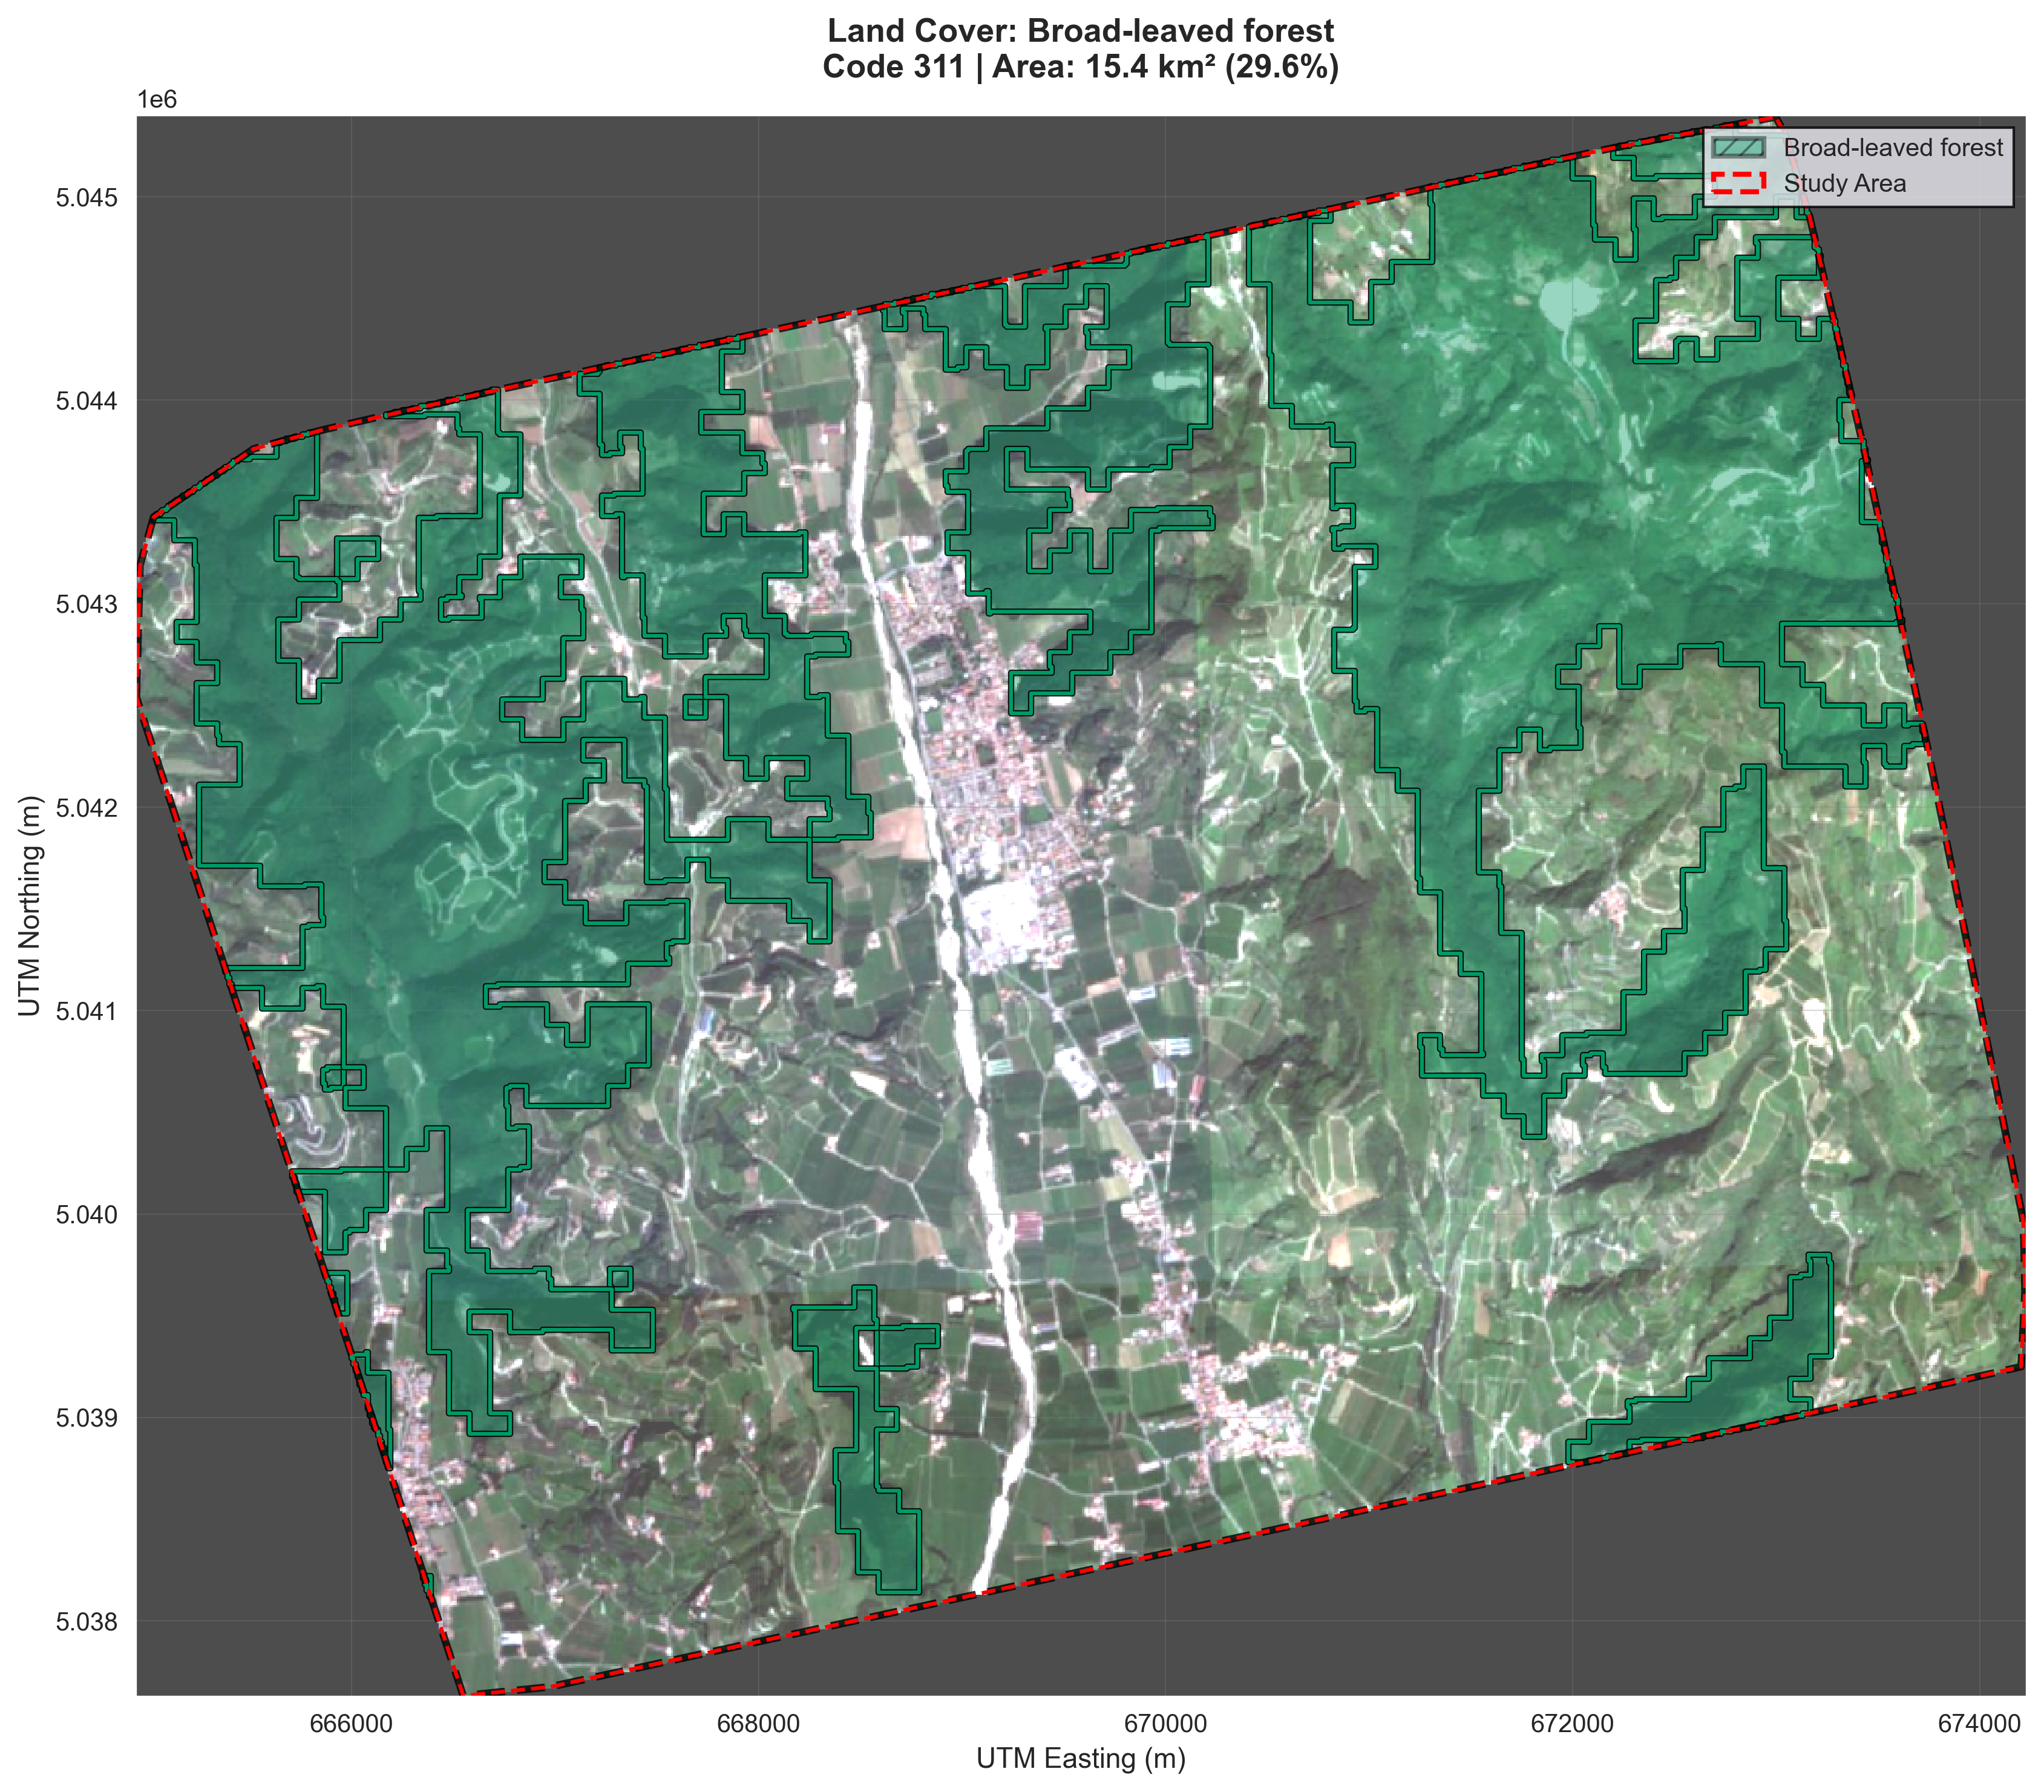 Land Cover: Broad-leaved forest
Code 311 | Area: 15.4 km² (29.6%)
1e6
Broad-leaved forest
Study Area
5.045
5.044
5.043
5.042
5.041
5.040
5.039
5.038
UTM Northing (m)
666000
668000
670000
672000
674000
UTM Easting (m)